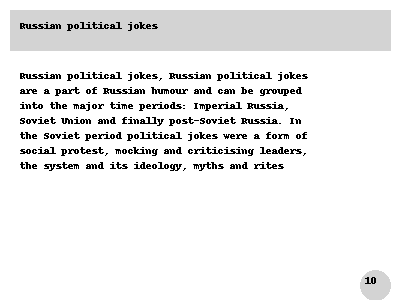 Russian political jokes
Russian political jokes, Russian political jokes
are a part of Russian humour and can be grouped
into the major time periods: Imperial Russia,
Soviet Union and finally post-Soviet Russia. In
the Soviet period political jokes were a form of
social protest, mocking and criticising leaders,
the system and its ideology, myths and rites
10